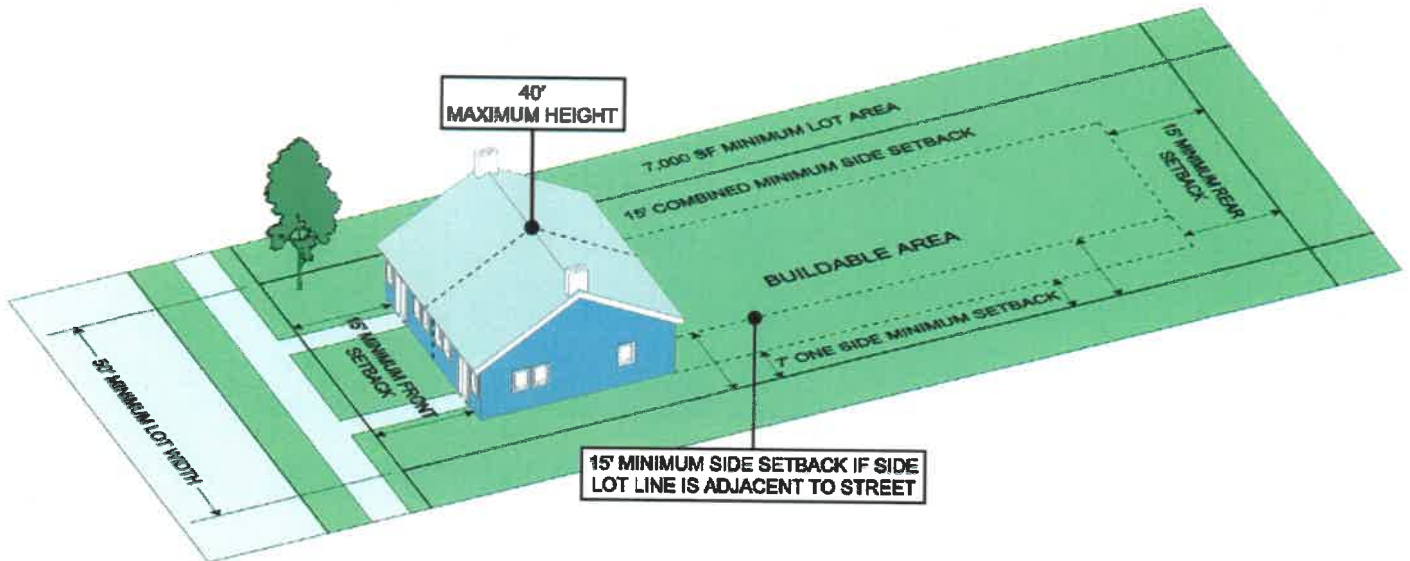 40'
MAXIMUM HEIGHT
7,000 SF MINIMUM LOT AREA
15' COMBINED MINIMUM SIDE SETBACK
15' MINIMUM REAR
SETBACK
BUILDABLE AREA
7' ONE SIDE MINIMUM SETBACK
15' MINIMUM FRONT
SETBACK
50' MINIMUM LOT WIDTH
15' MINIMUM SIDE SETBACK IF SIDE
LOT LINE IS ADJACENT TO STREET